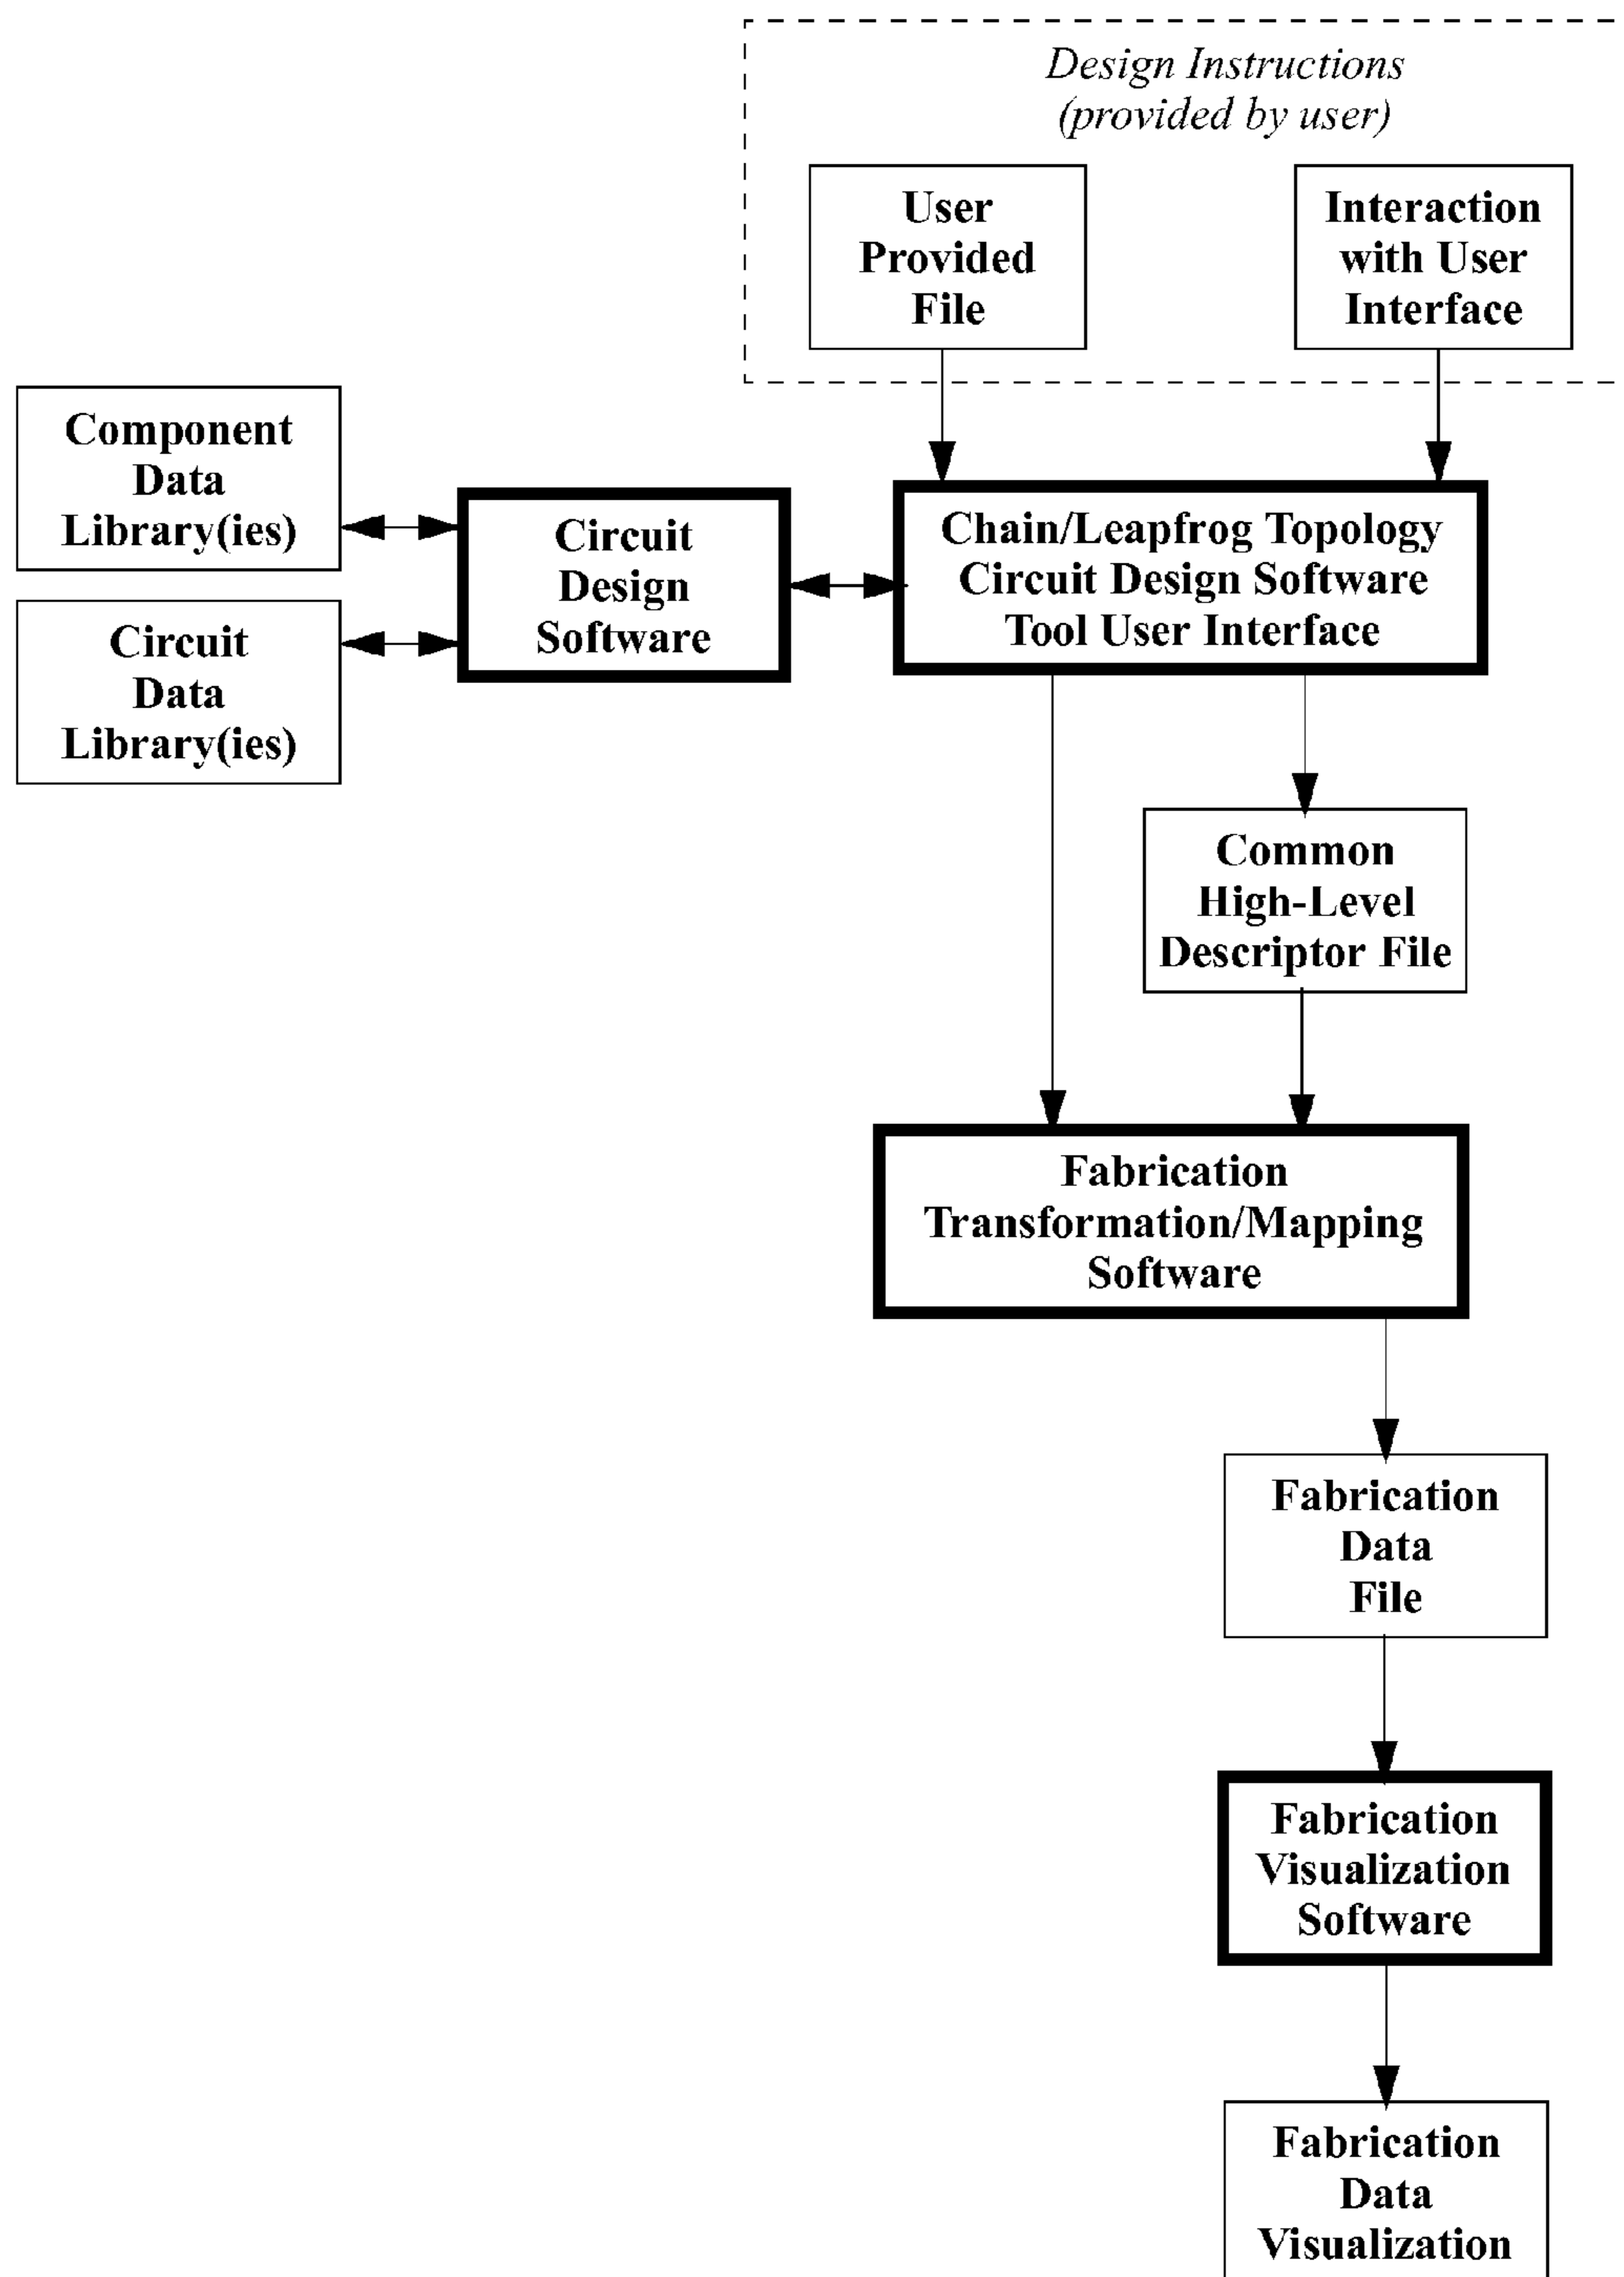 Design Instructions
(provided by user)
User
Provided
File
Interaction
with User
Interface
Component
Data
Library(ies)
Circuit
Data
Library(ies)
Circuit
Design
Software
Chain/Leapfrog Topology
Circuit Design Software
Tool User Interface
Common
High-Level
Descriptor File
Fabrication
Transformation/Mapping
Software
Fabrication
Data
File
Fabrication
Visualization
Software
Fabrication
Data
Visualization